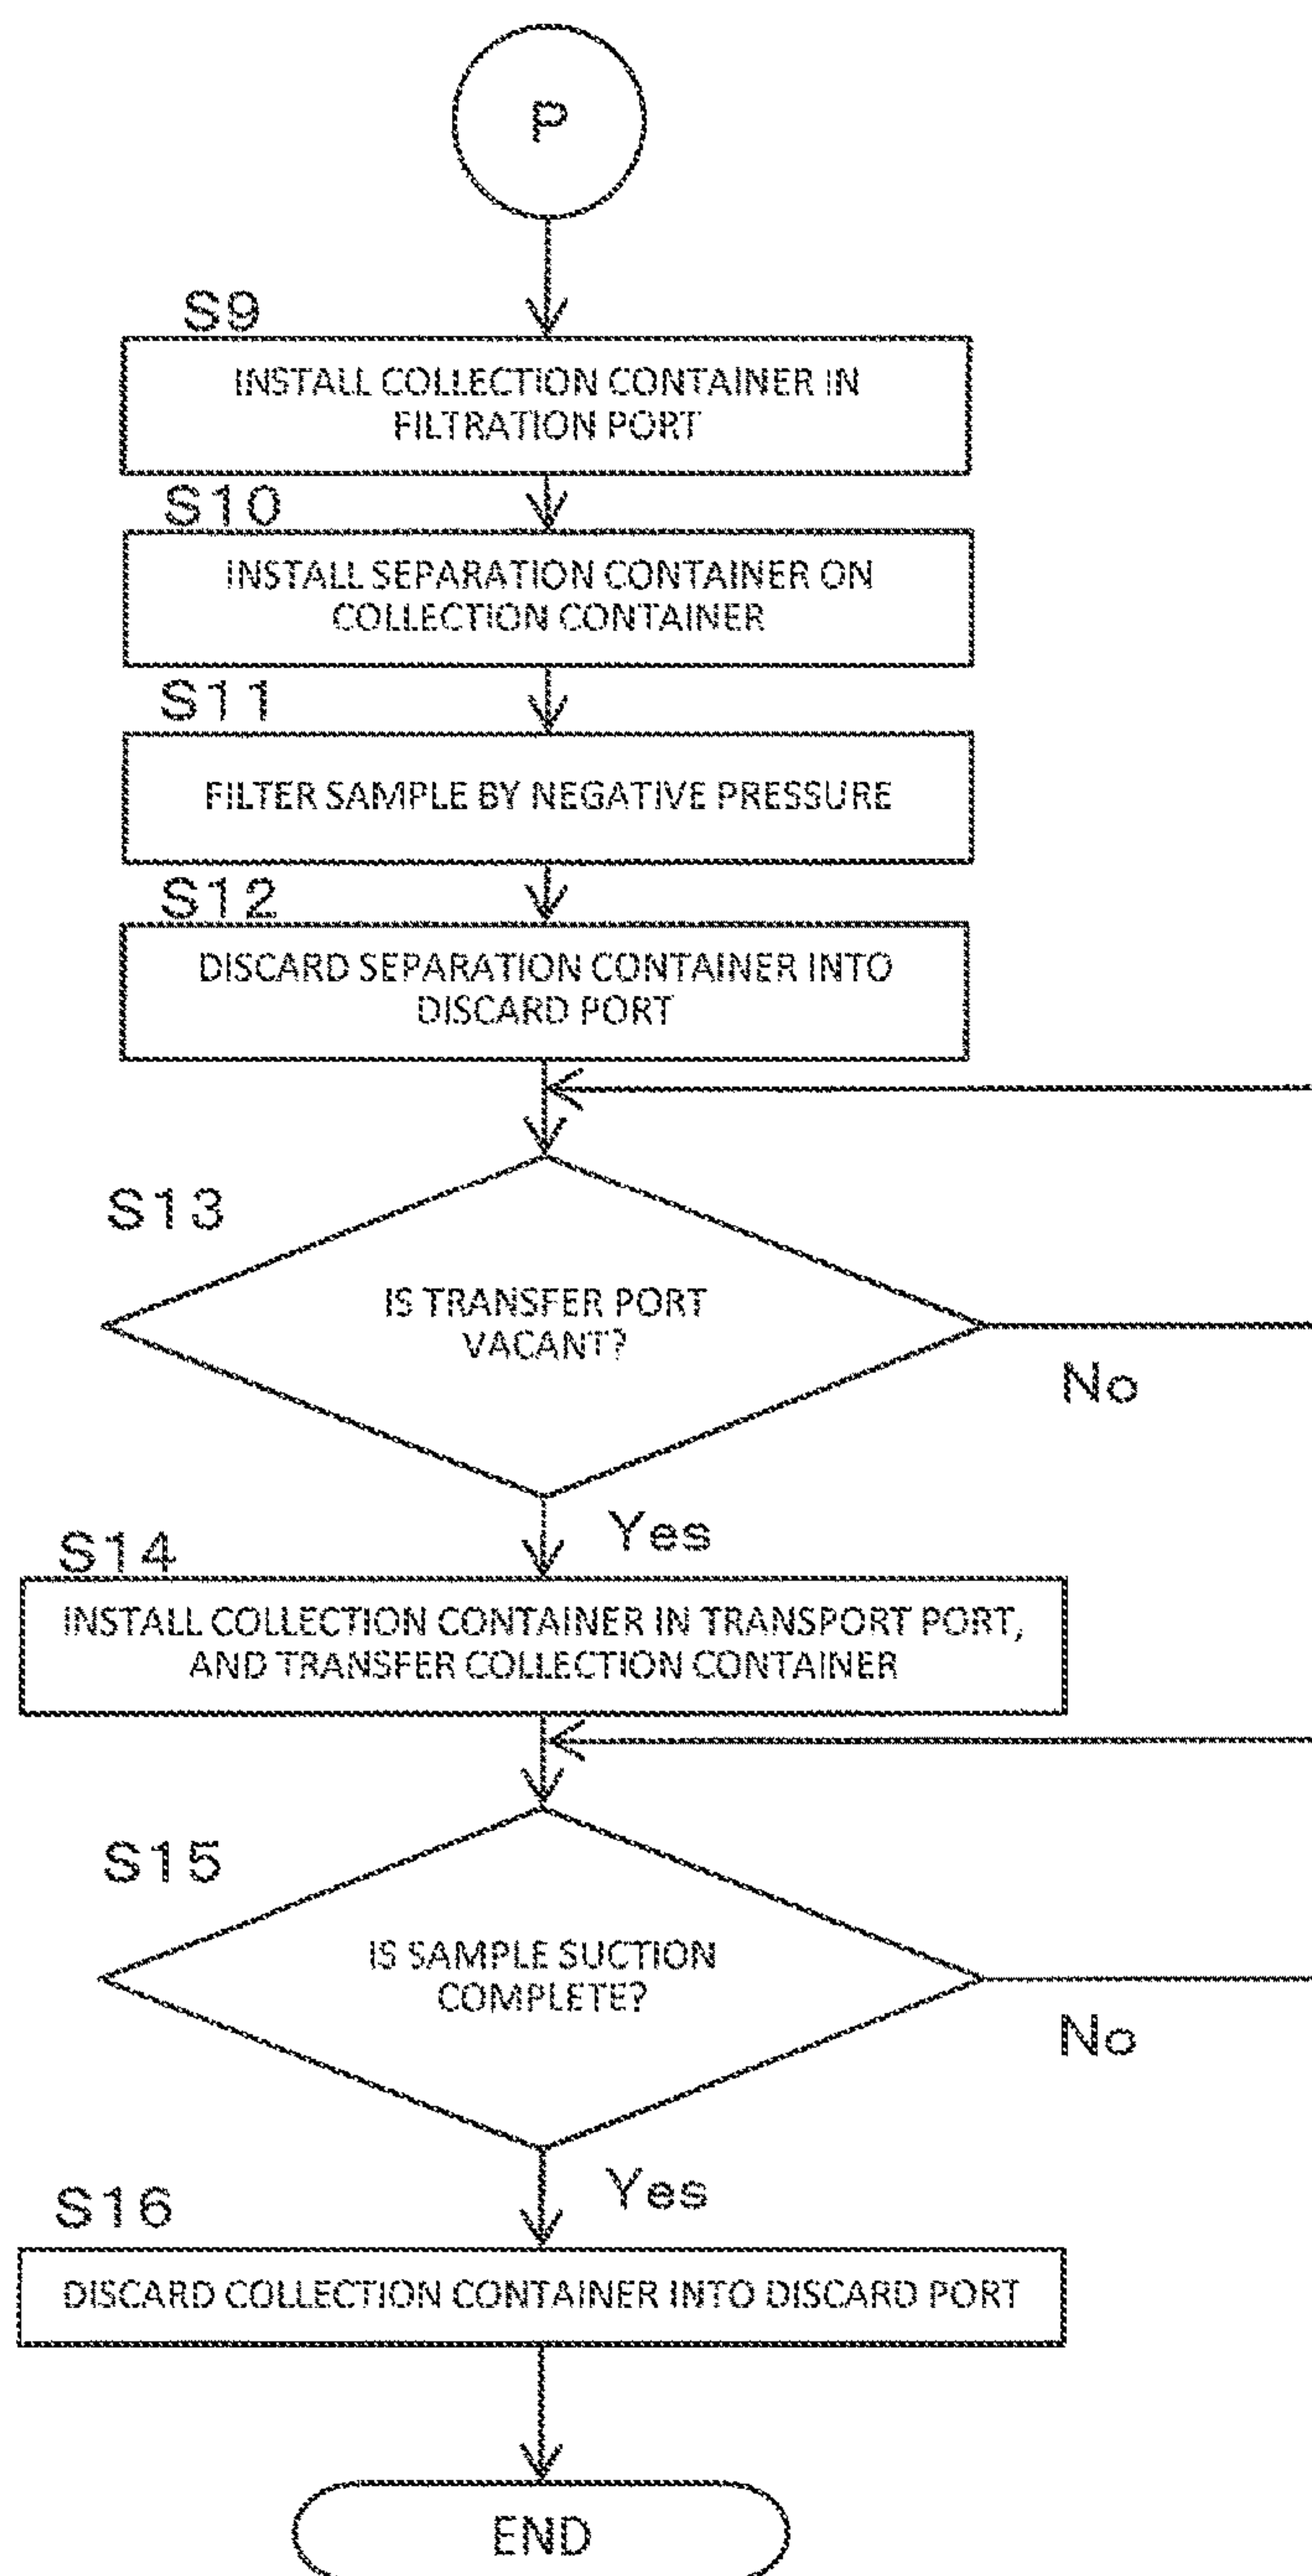 P
S9
INSTALL COLLECTION CONTAINER IN
FILTRATION PORT
S10
INSTALL SEPARATION CONTAINER ON
COLLECTION CONTAINER
S11
FILTER SAMPLE BY NEGATIVE PRESSURE
S12
DISCARD SEPARATION CONTAINER INTO
DISCARD PORT
S13
IS TRANSFER PORT
VACANT?
No
Yes
S14
INSTALL COLLECTION CONTAINER IN TRANSPORT PORT,
AND TRANSFER COLLECTION CONTAINER
S15
IS SAMPLE SUCTION
COMPLETE?
No
Yes
S16
DISCARD COLLECTION CONTAINER INTO DISCARD PORT
END